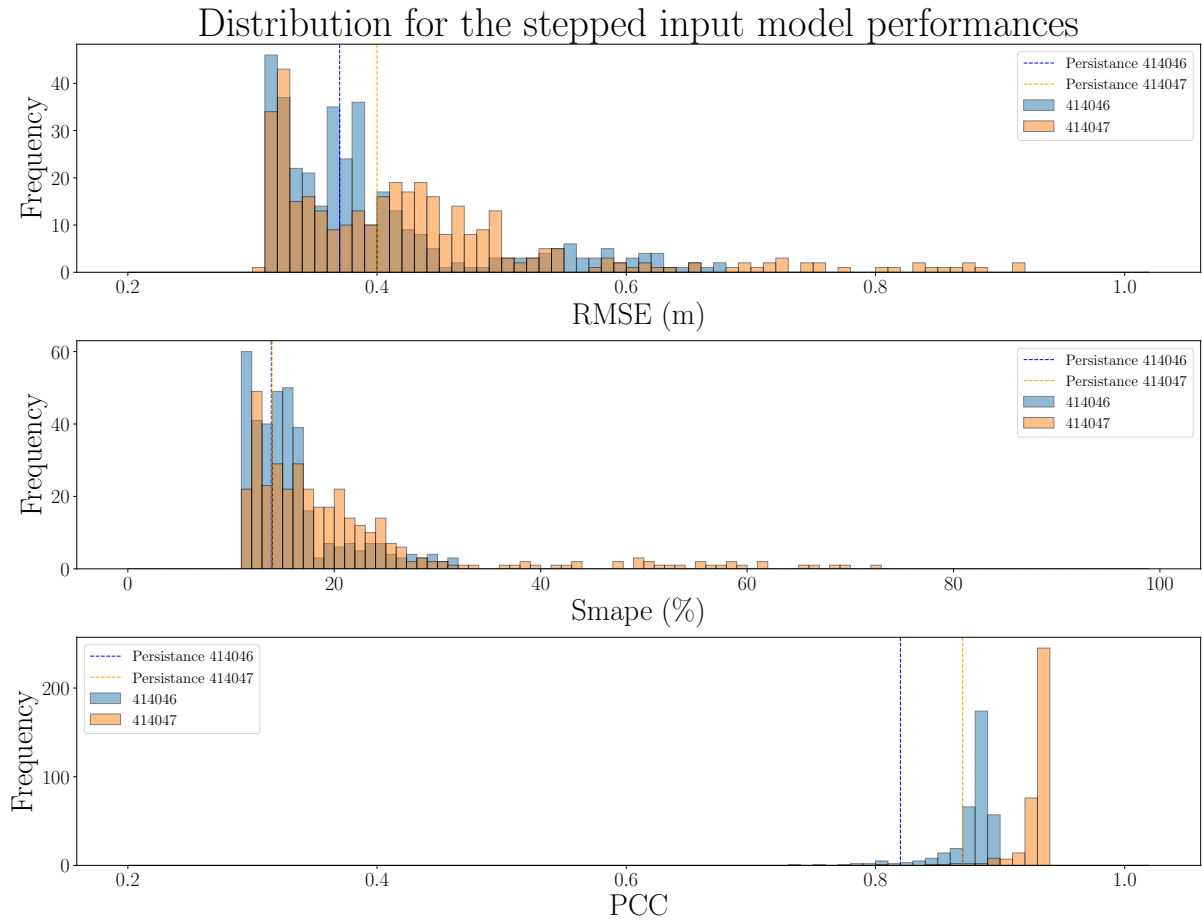 Distribution for the stepped input model performances
Frequency
40
30
20
10
0
Persistance 414046
Persistance 414047
414046
414047
0.2 0.4 0.6 0.8 1.0
RMSE (m)
Frequency
60
40
20
0
Persistance 414046
Persistance 414047
414046
414047
0 20 40 60 80 100
Smape (%)
Frequency
200
100
0
Persistance 414046
Persistance 414047
414046
414047
0.2 0.4 0.6 0.8 1.0
PCC